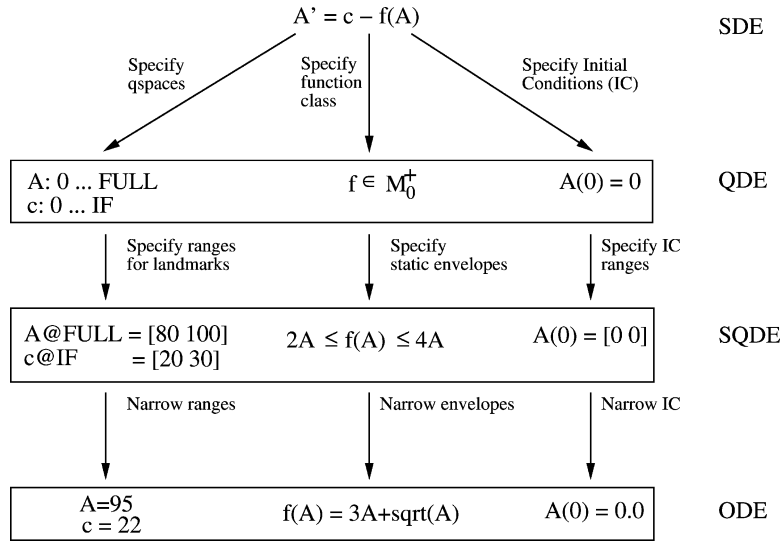 A' = c – f(A)
SDE
Specify
qspaces
Specify
function
class
Specify Initial
Conditions (IC)
A: 0 ... FULL
c: 0 ... IF
f ∈ M₀⁺
A(0) = 0
QDE
Specify ranges
for landmarks
Specify
static envelopes
Specify IC
ranges
A@FULL = [80 100]
c@IF = [20 30]
2A ≤ f(A) ≤ 4A
A(0) = [0 0]
SQDE
Narrow ranges
Narrow envelopes
Narrow IC
A=95
c = 22
f(A) = 3A+sqrt(A)
A(0) = 0.0
ODE